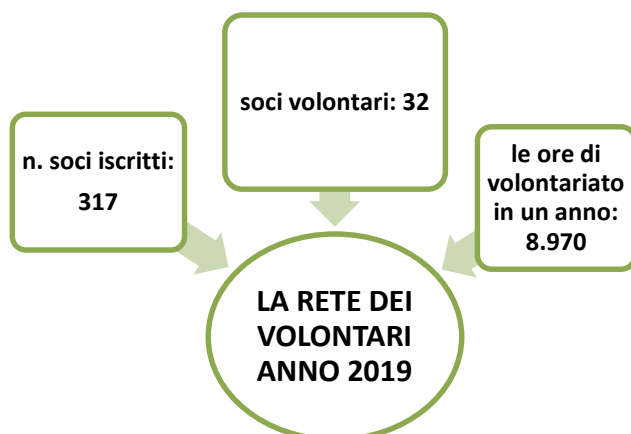 soci volontari: 32
n. soci iscritti:
317
le ore di
volontariato
in un anno:
8.970
LA RETE DEI
VOLONTARI
ANNO 2019